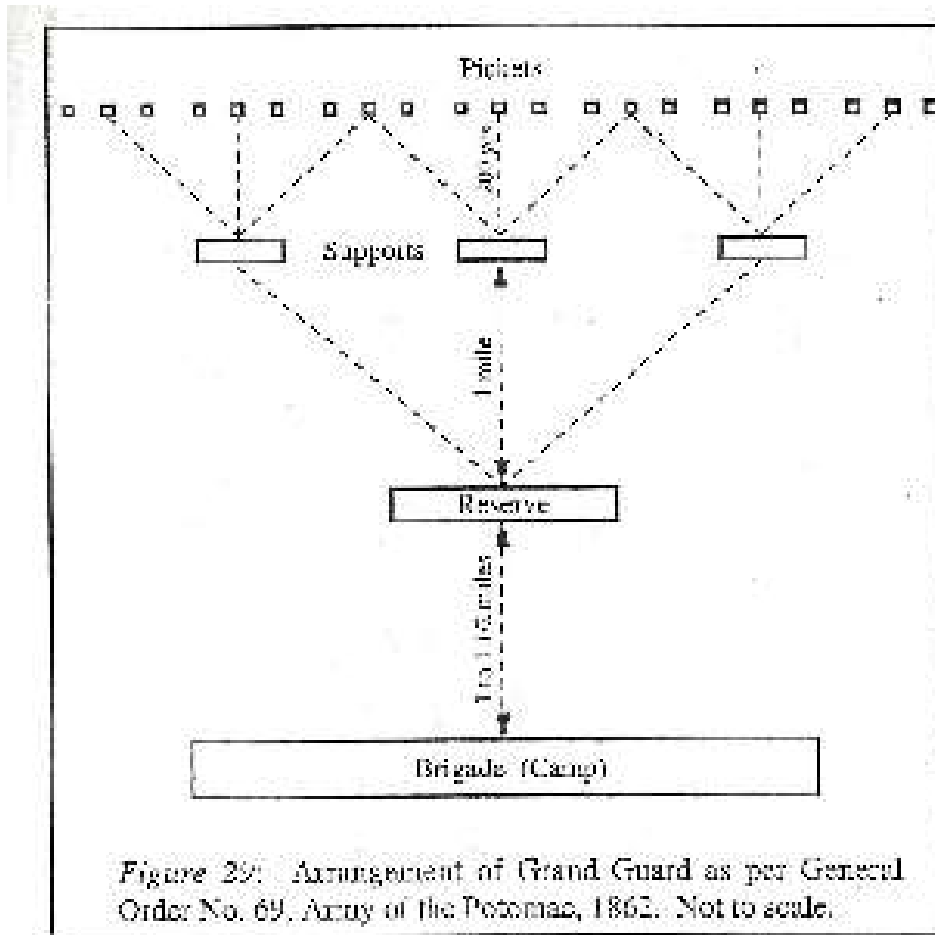 Pickets
Supports
1 mile
Reserve
miles
Brigade (Camp)
Figure 29: Arrangement of Grand Guard as per General
Order No. 69, Army of the Potomac, 1862. Not to scale.